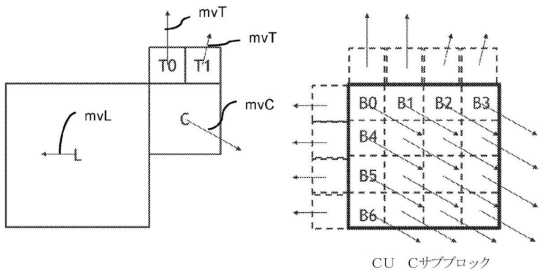 mvT
mvT
T0 T1
mvC
C
mvL
L
B0 B1 B2 B3
B4
B5
B6
CU Cサブブロック